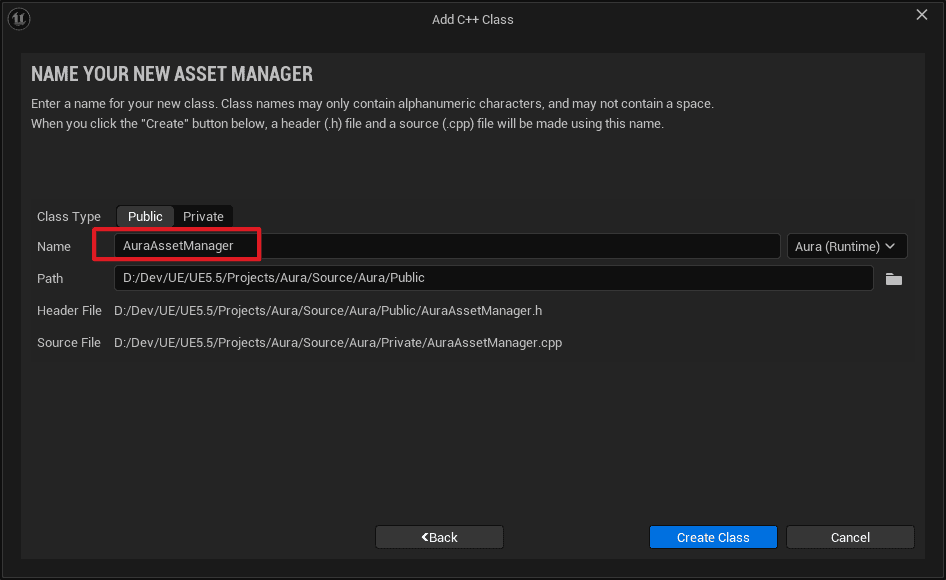 Add C++ Class
NAME YOUR NEW ASSET MANAGER
Enter a name for your new class. Class names may only contain alphanumeric characters, and may not contain a space.
When you click the "Create" button below, a header (.h) file and a source (.cpp) file will be made using this name.
Class Type Public Private
Name AuraAssetManager Aura (Runtime)
Path D:/Dev/UE/UE5.5/Projects/Aura/Source/Aura/Public
Header File D:/Dev/UE/UE5.5/Projects/Aura/Source/Aura/Public/AuraAssetManager.h
Source File D:/Dev/UE/UE5.5/Projects/Aura/Source/Aura/Private/AuraAssetManager.cpp
Back Create Class Cancel